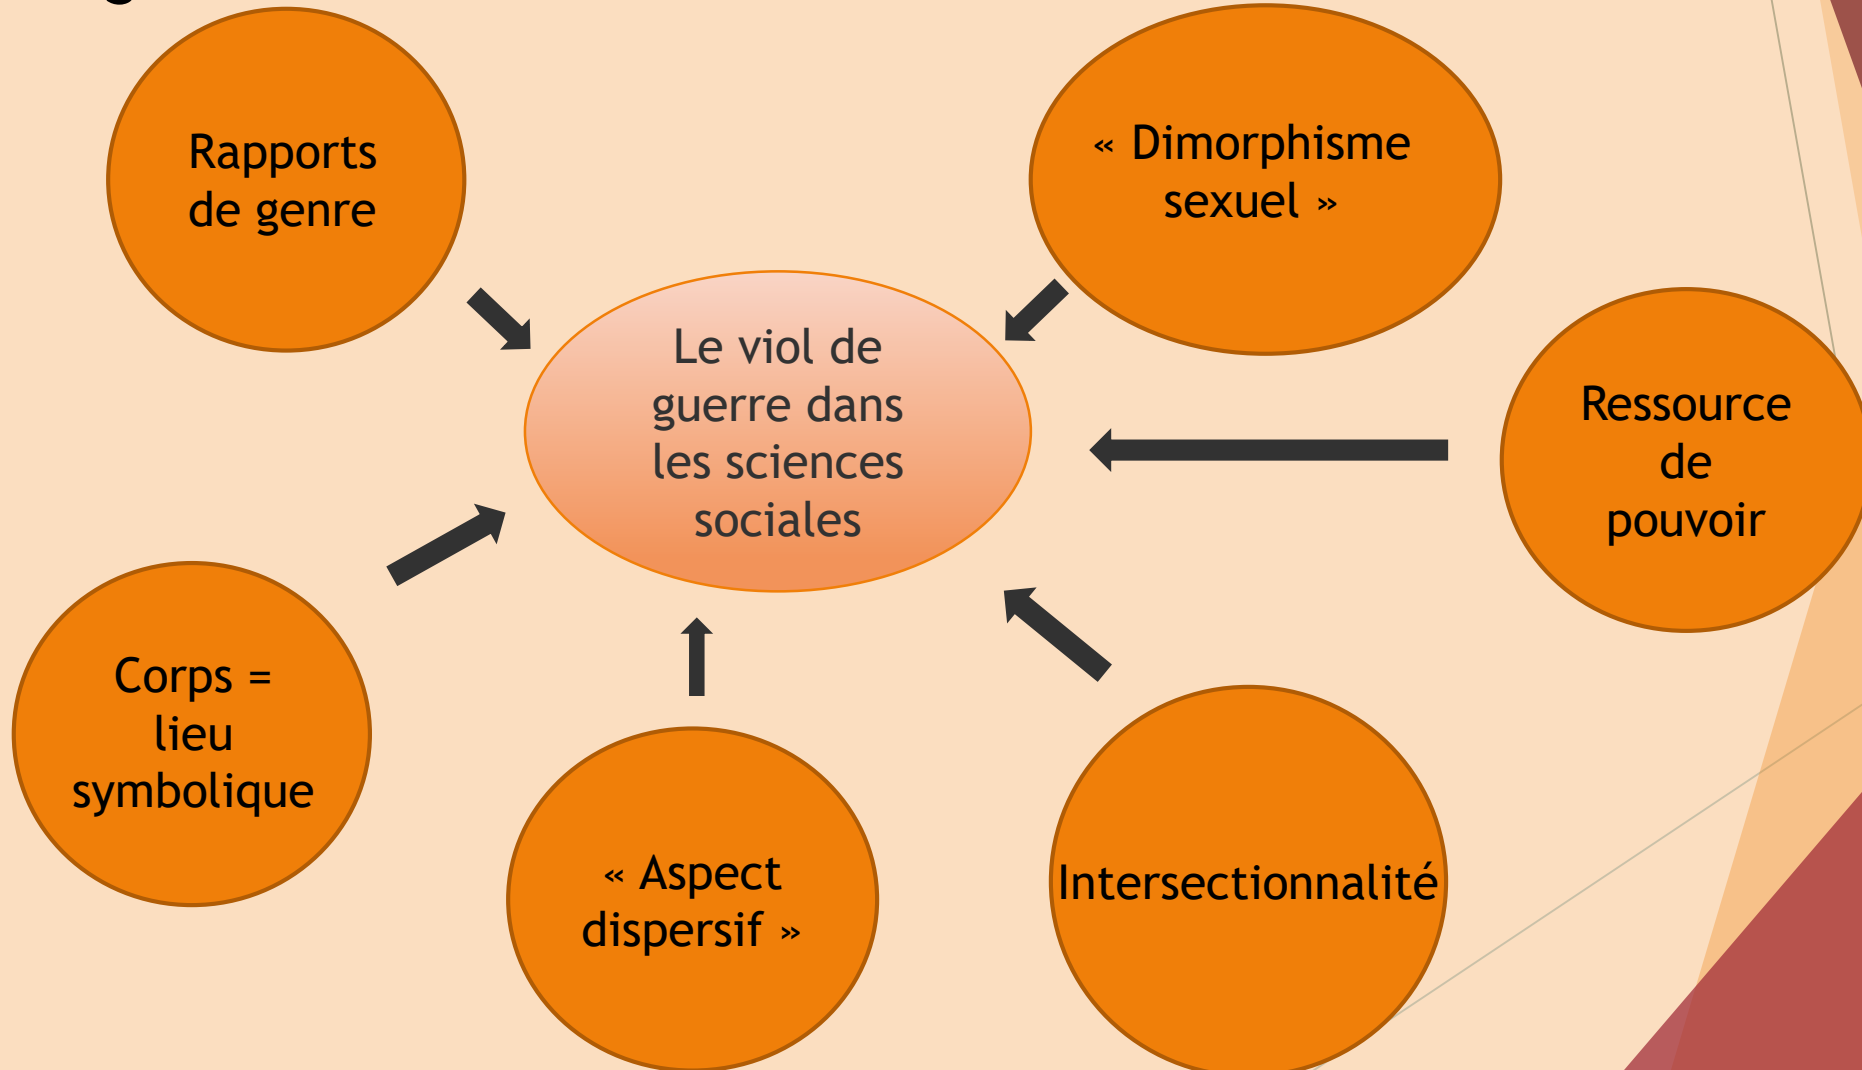 Rapports
de genre
« Dimorphisme
sexuel »
Le viol de
guerre dans
les sciences
sociales
Ressource
de
pouvoir
Corps =
lieu
symbolique
« Aspect
dispersif »
Intersectionnalité